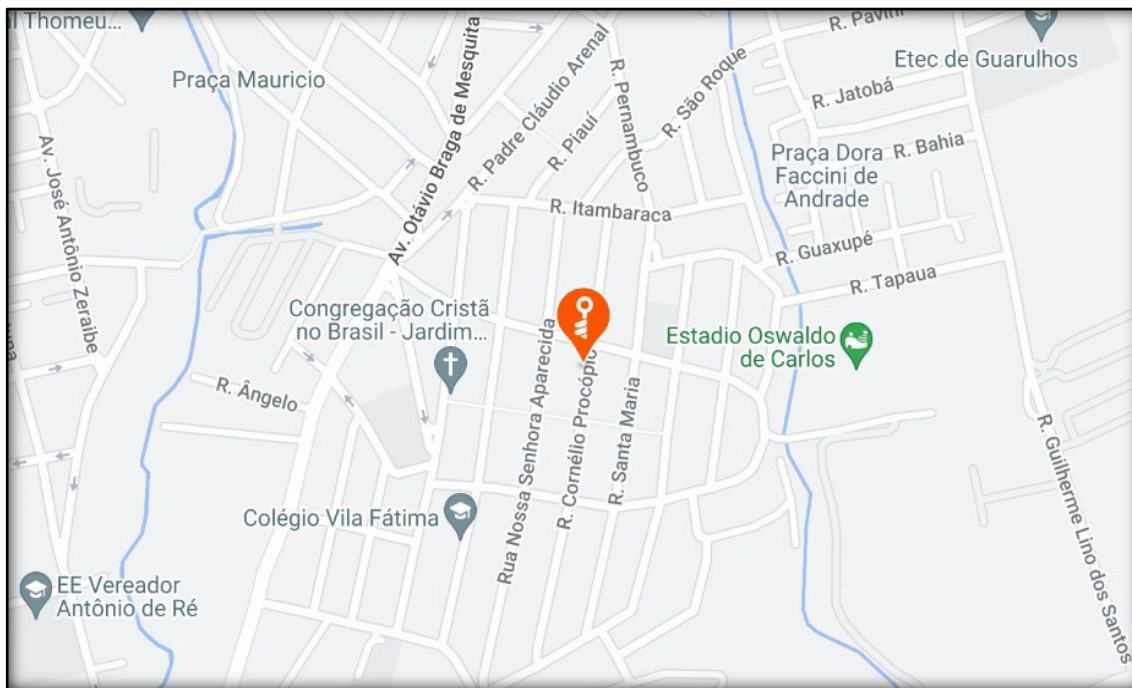 il Thomeu...
Praça Mauricio
Av. José Antônio Zeraibe
Av. Otávio Braga de Mesquita
R. Padre Cláudio Arenal
R. Piauí
R. Pernambuco
R. São Roque
R. Pavini
Etec de Guarulhos
R. Jatobá
R. Bahia
Praça Dora
Faccini de
Andrade
R. Itambaraca
R. Guaxupé
R. Tapaua
Congregação Cristã
no Brasil - Jardim...
Estadio Oswaldo
de Carlos
R. Ângelo
Rua Nossa Senhora Aparecida
R. Cornélio Procópio
R. Santa Maria
R. Guilherme Lino dos Santos
Colégio Vila Fátima
EE Vereador
Antônio de Ré